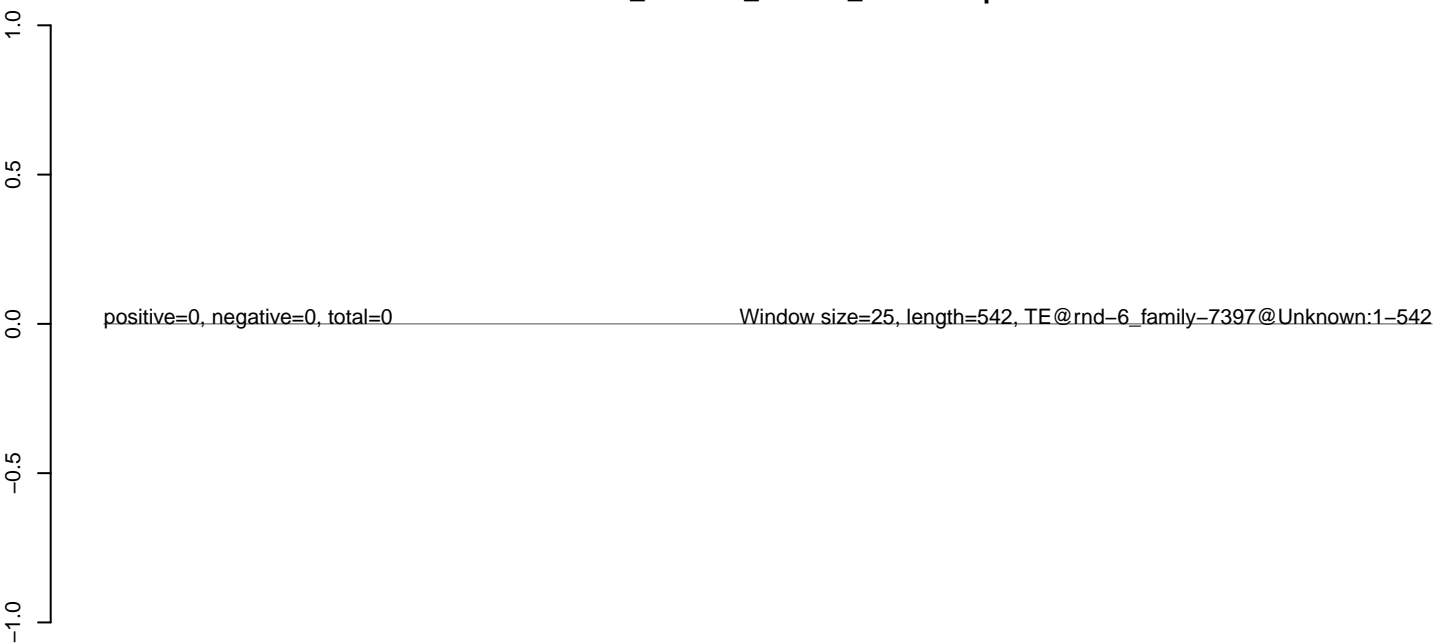 1.0
0.5
positive=0, negative=0, total=0
Window size=25, length=542, TE@rnd−6_family−7397@Unknown:1−542
0.0
−0.5
−1.0